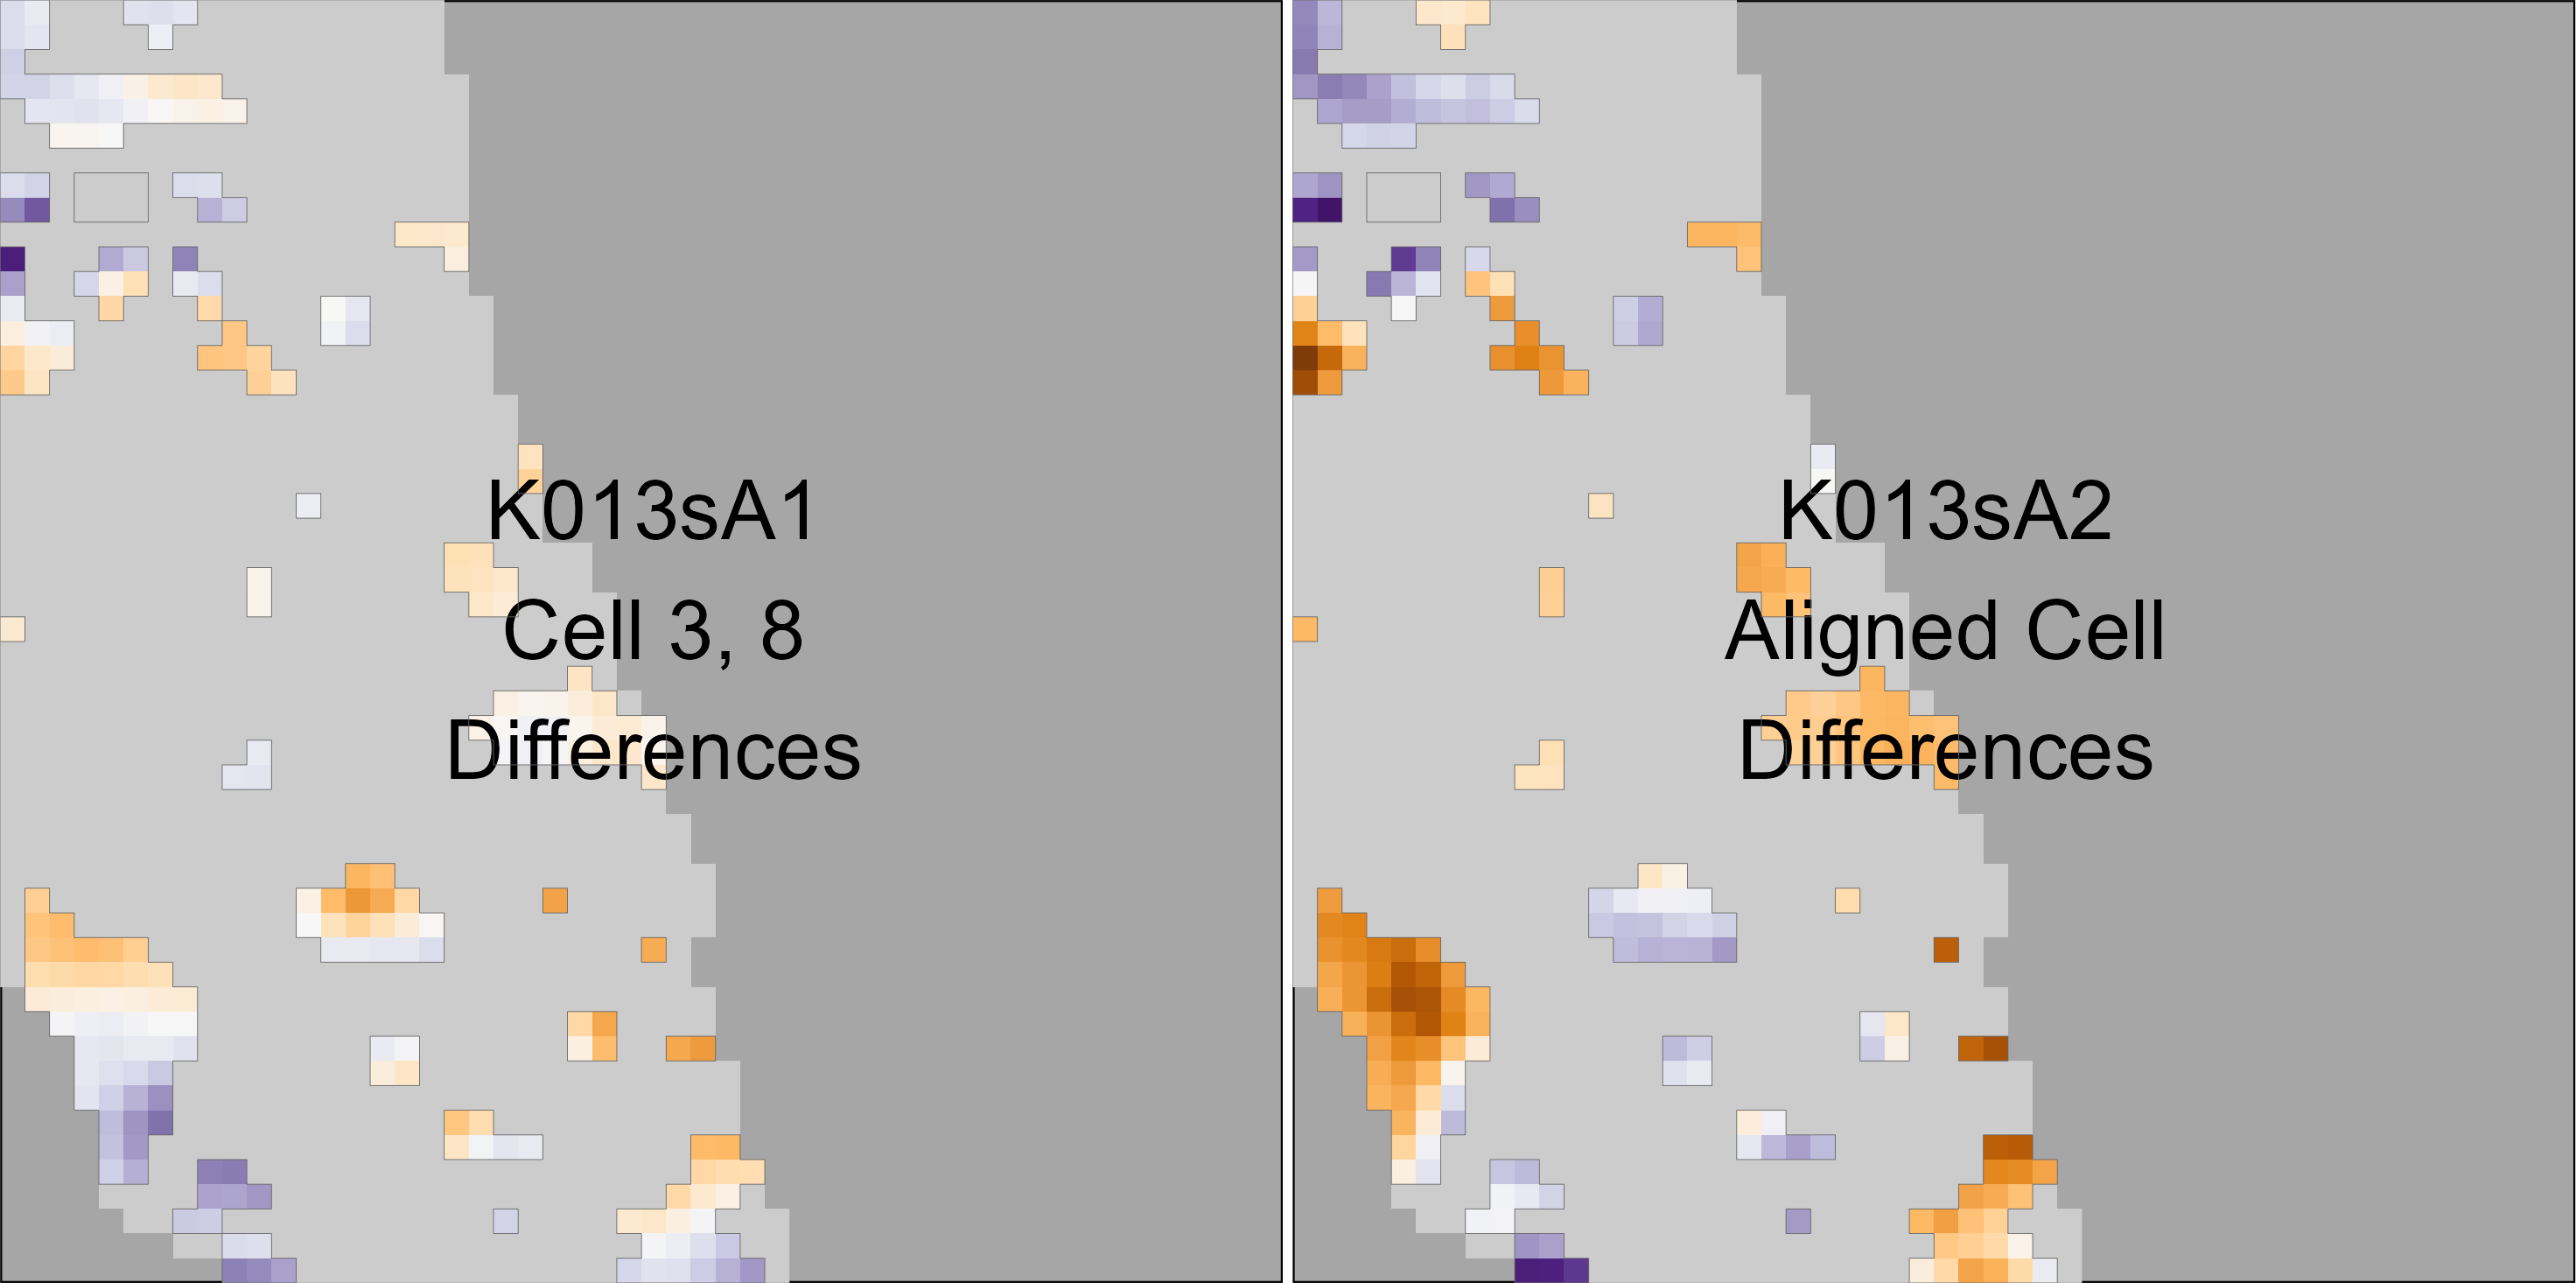 K013sA1
Cell 3, 8
Differences
K013sA2
Aligned Cell
Differences